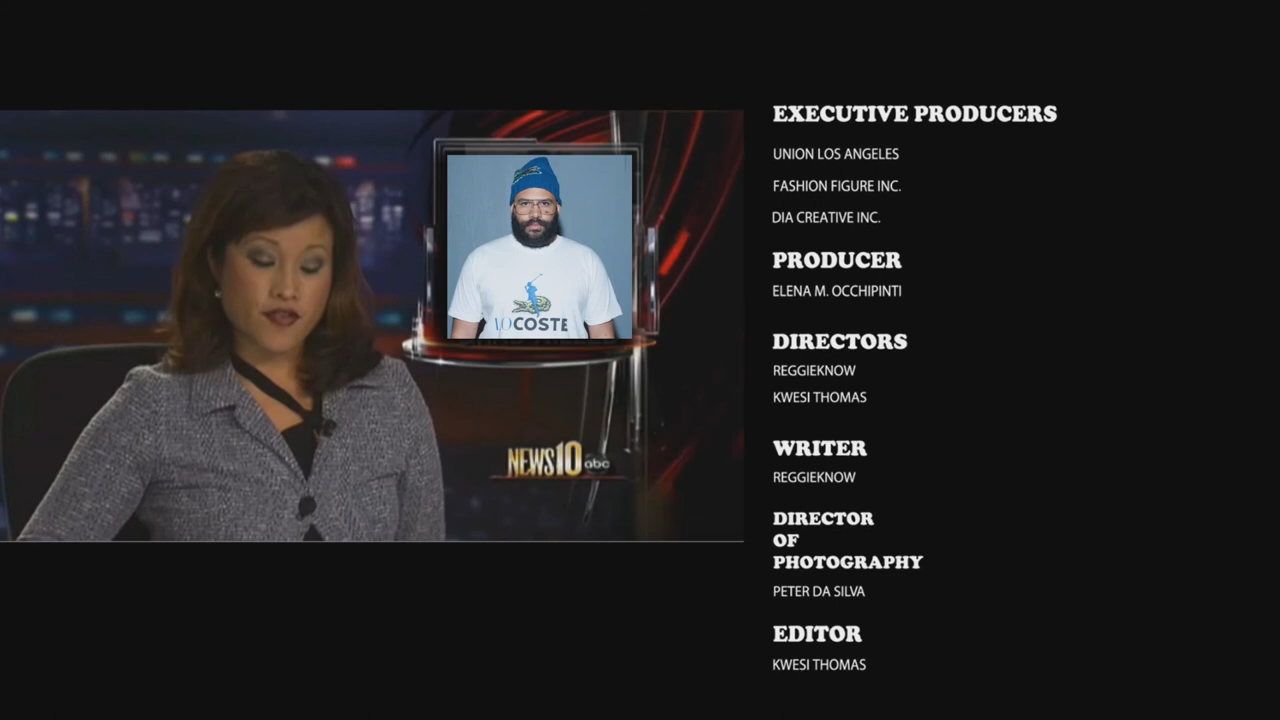 LOCOSTE
NEWS10 abc
EXECUTIVE PRODUCERS
UNION LOS ANGELES
FASHION FIGURE INC.
DIA CREATIVE INC.
PRODUCER
ELENA M. OCCHIPINTI
DIRECTORS
REGGIEKNOW
KWESI THOMAS
WRITER
REGGIEKNOW
DIRECTOR
OF
PHOTOGRAPHY
PETER DA SILVA
EDITOR
KWESI THOMAS